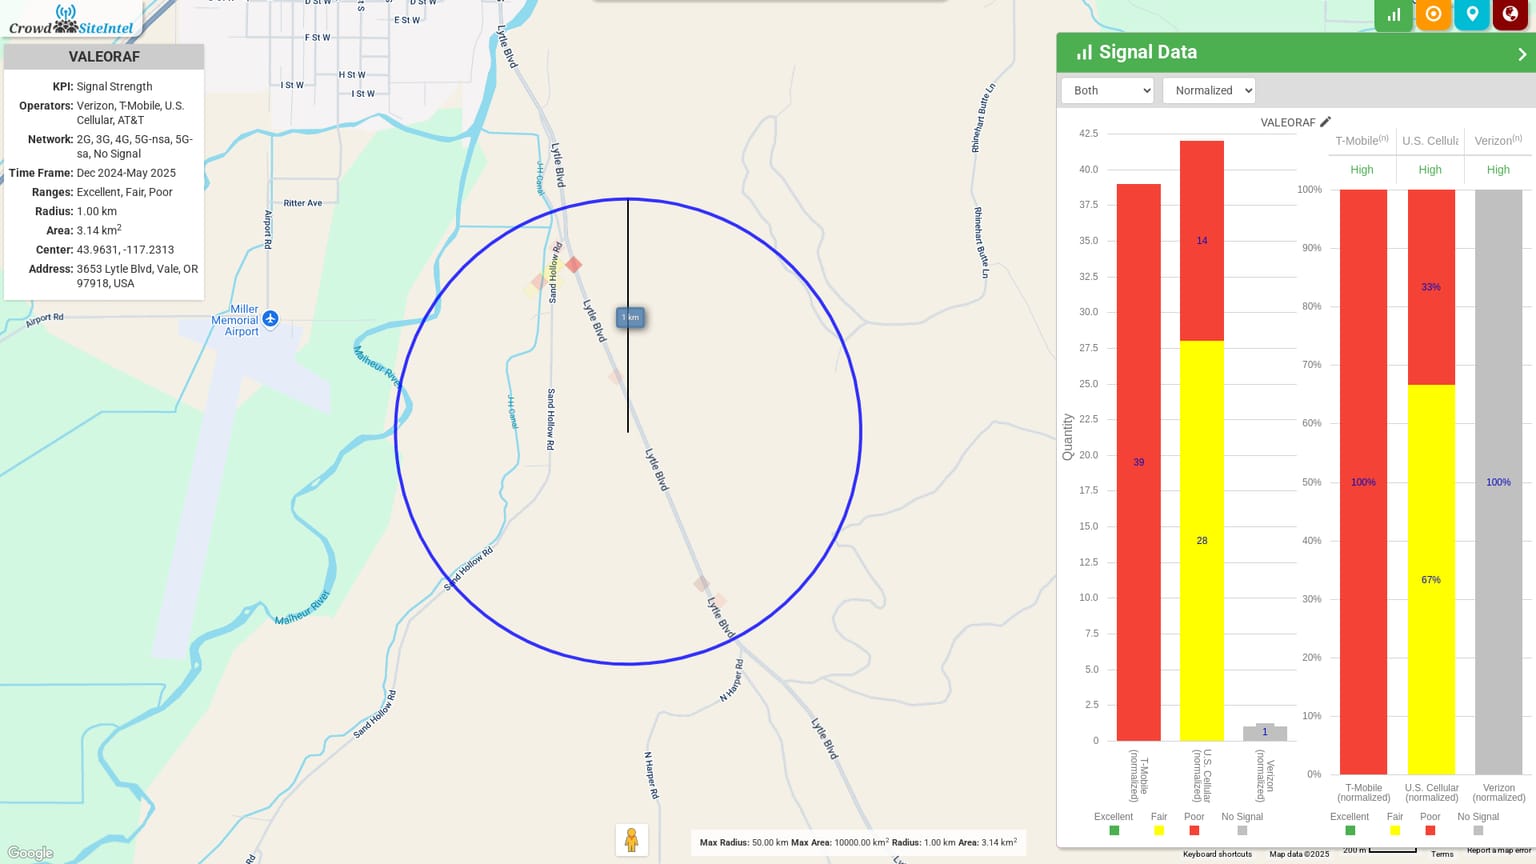 Crowd SiteIntel
VALEORAF
KPI: Signal Strength
Operators: Verizon, T-Mobile, U.S.
Cellular, AT&T
Network: 2G, 3G, 4G, 5G-nsa, 5G-
sa, No Signal
Time Frame: Dec 2024-May 2025
Ranges: Excellent, Fair, Poor
Radius: 1.00 km
Area: 3.14 km2
Center: 43.9631, -117.2313
Address: 3653 Lytle Blvd, Vale, OR
97918, USA
D St W
D St W
E St W
F St W
H St W
I St W
I St W
Ritter Ave
Airport Rd
Airport Rd
Miller
Memorial
Airport
Malheur River
Malheur River
J-H Canal
J-H Canal
Sand Hollow Rd
Sand Hollow Rd
Sand Hollow Rd
Sand Hollow Rd
Lytle Blvd
Lytle Blvd
Lytle Blvd
Lytle Blvd
Lytle Blvd
Lytle Blvd
1 km
N Harper Rd
N Harper Rd
Rhinehart Butte Ln
Rhinehart Butte Ln
Google
Max Radius: 50.00 km Max Area: 10000.00 km2 Radius: 1.00 km Area: 3.14 km2
Signal Data
Both
Normalized
VALEORAF
Quantity
42.5
40.0
37.5
35.0
32.5
30.0
27.5
25.0
22.5
20.0
17.5
15.0
12.5
10.0
7.5
5.0
2.5
0
39
14
28
1
T-Mobile
(normalized)
U.S. Cellular
(normalized)
Verizon
(normalized)
Excellent
Fair
Poor
No Signal
T-Mobile(n)
U.S. Cellula
Verizon(n)
High
High
High
100%
90%
80%
70%
60%
50%
40%
30%
20%
10%
0%
100%
33%
67%
100%
T-Mobile
(normalized)
U.S. Cellular
(normalized)
Verizon
(normalized)
Excellent
Fair
Poor
No Signal
Keyboard shortcuts
Map data ©2025
200 m
Terms
Report a map error